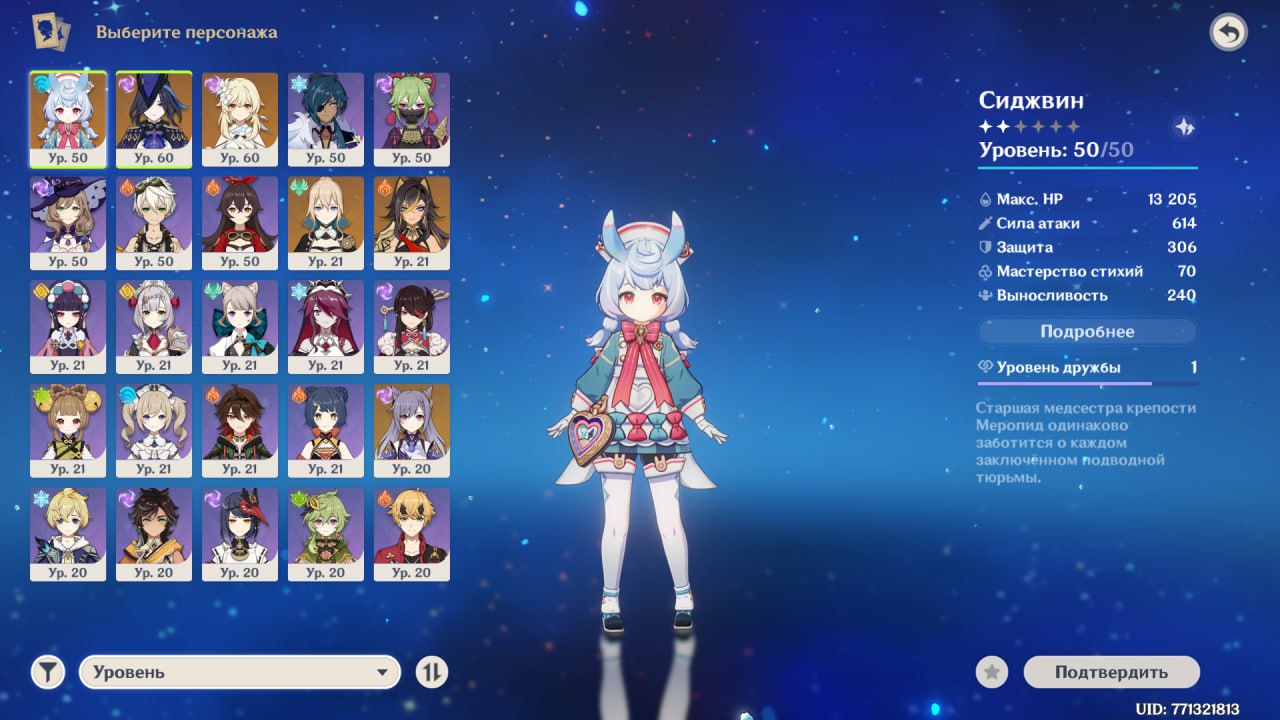 Выберите персонажа
Ур. 50
Ур. 60
Ур. 60
Ур. 50
Ур. 50
Ур. 50
Ур. 50
Ур. 50
Ур. 21
Ур. 21
Ур. 21
Ур. 21
Ур. 21
Ур. 21
Ур. 21
Ур. 21
Ур. 21
Ур. 21
Ур. 21
Ур. 20
Ур. 20
Ур. 20
Ур. 20
Ур. 20
Ур. 20
Уровень
Сиджвин
Уровень: 50/50
Макс. HP 13 205
Сила атаки 614
Защита 306
Мастерство стихий 70
Выносливость 240
Подробнее
Уровень дружбы 1
Старшая медсестра крепости
Меропид одинаково
заботится о каждом
заключённом подводной
тюрьмы.
Подтвердить
UID: 771321813